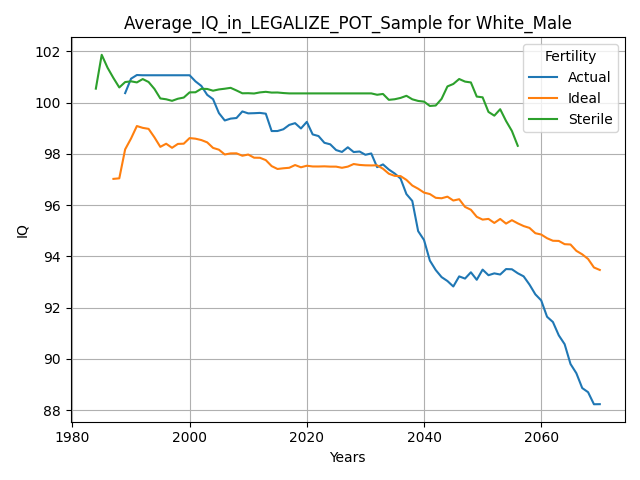 Average_IQ_in_LEGALIZE_POT_Sample for White_Male
Fertility
Actual
Ideal
Sterile
102
100
98
96
94
92
90
88
IQ
1980
2000
2020
2040
2060
Years